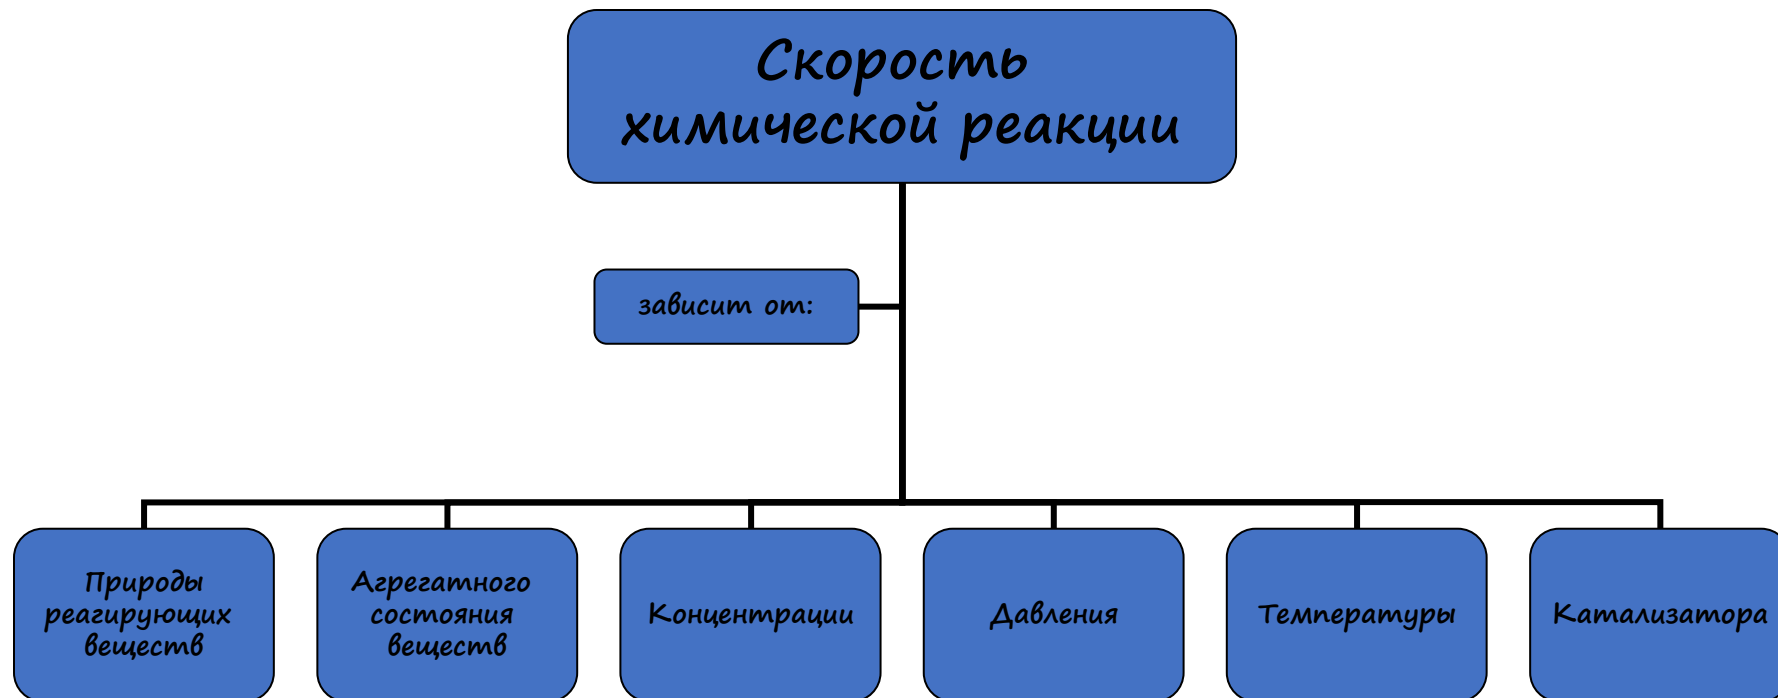 Скорость
химической реакции
зависит от:
Природы
реагирующих
веществ
Агрегатного
состояния
веществ
Концентрации
Давления
Температуры
Катализатора